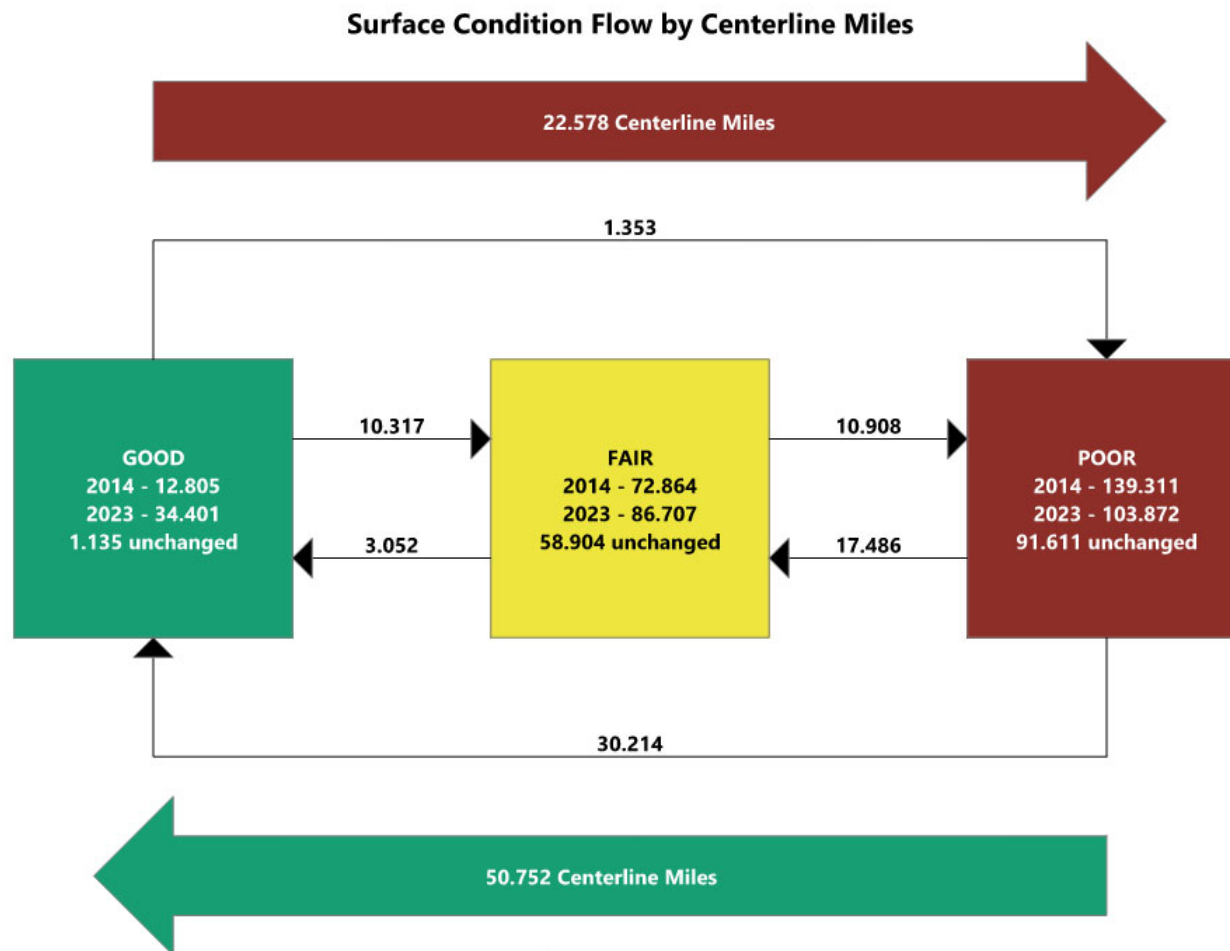 Surface Condition Flow by Centerline Miles
22.578 Centerline Miles
1.353
GOOD
2014 - 12.805
2023 - 34.401
1.135 unchanged
10.317
3.052
FAIR
2014 - 72.864
2023 - 86.707
58.904 unchanged
10.908
17.486
POOR
2014 - 139.311
2023 - 103.872
91.611 unchanged
30.214
50.752 Centerline Miles